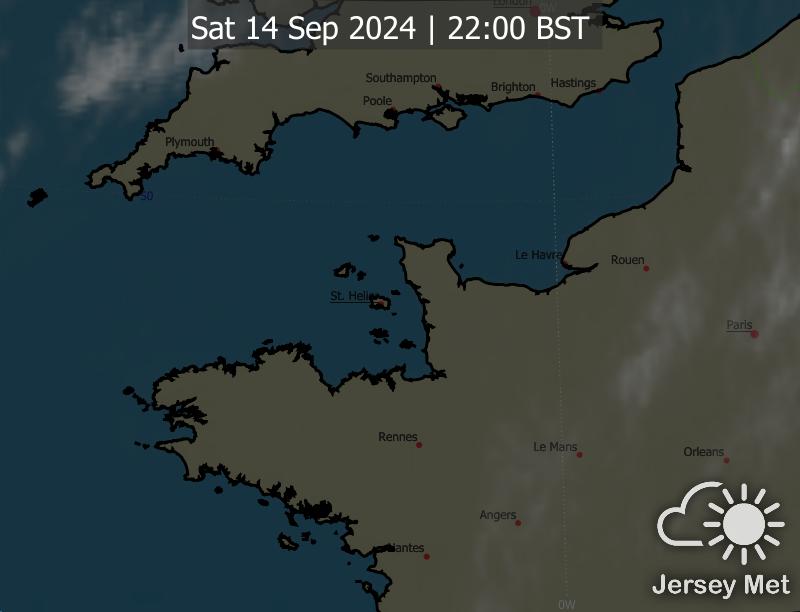 London
0W
Sat 14 Sep 2024 | 22:00 BST
Southampton
Brighton
Hastings
Poole
Plymouth
50
Le Havre
Rouen
St. Helier
Paris
Rennes
Le Mans
Orleans
Angers
Nantes
0W
Jersey Met